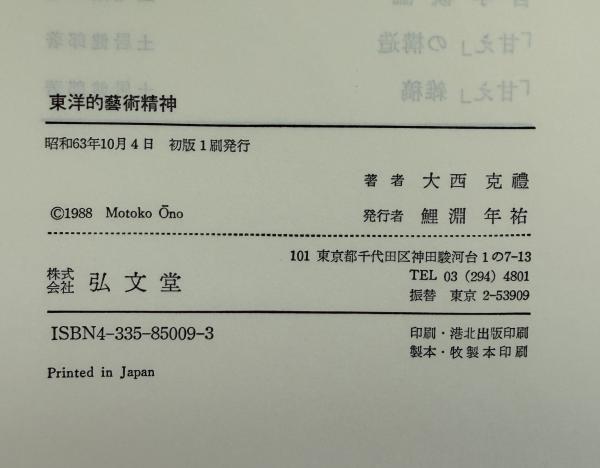 東洋的藝術精神
昭和63年10月4日　初版1刷発行
著者　大西克禮
©1988　Motoko Ōno
発行者　鯉淵年祐
101 東京都千代田区神田駿河台1の7-13
株式会社　弘文堂
TEL 03 (294) 4801
振替　東京 2-53909
ISBN4-335-85009-3
印刷・港北出版印刷
製本・牧製本印刷
Printed in Japan